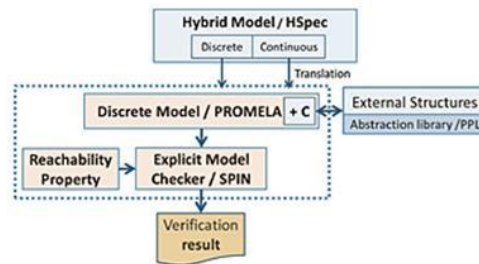 Hybrid Model / HSpec
Discrete
Continuous
Translation
Discrete Model / PROMELA + C
External Structures
Abstraction library /PPL
Reachability
Property
Explicit Model
Checker / SPIN
Verification
result